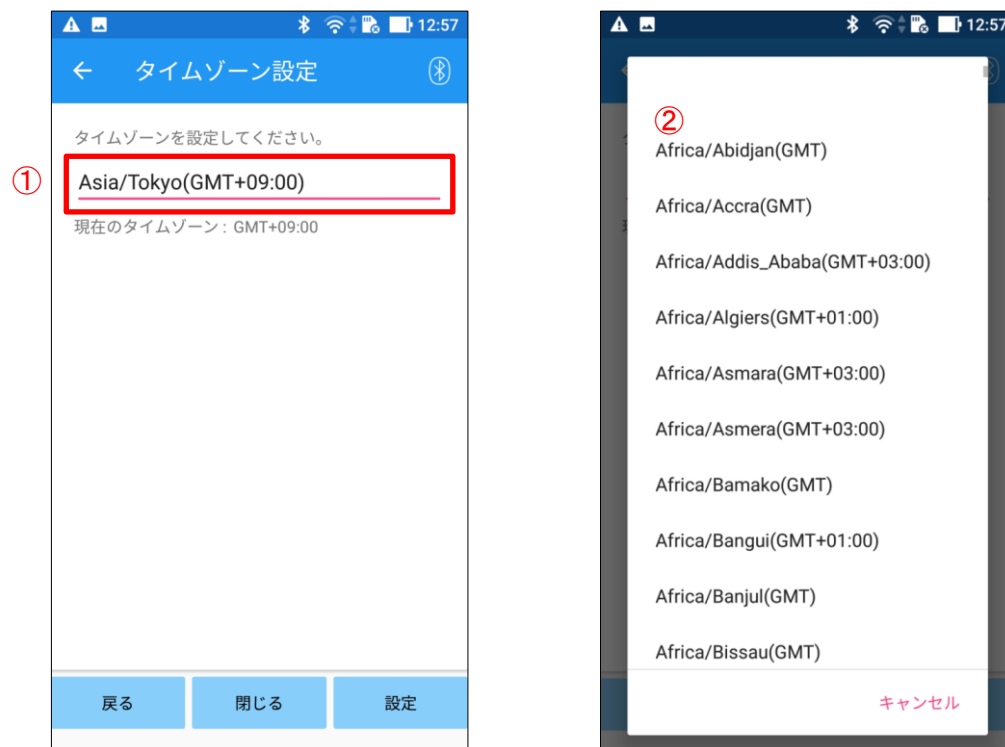 12:57
タイムゾーン設定
タイムゾーンを設定してください。
①
Asia/Tokyo(GMT+09:00)
現在のタイムゾーン : GMT+09:00
戻る
閉じる
設定
12:57
②
Africa/Abidjan(GMT)
Africa/Accra(GMT)
Africa/Addis_Ababa(GMT+03:00)
Africa/Algiers(GMT+01:00)
Africa/Asmara(GMT+03:00)
Africa/Asmera(GMT+03:00)
Africa/Bamako(GMT)
Africa/Bangui(GMT+01:00)
Africa/Banjul(GMT)
Africa/Bissau(GMT)
キャンセル